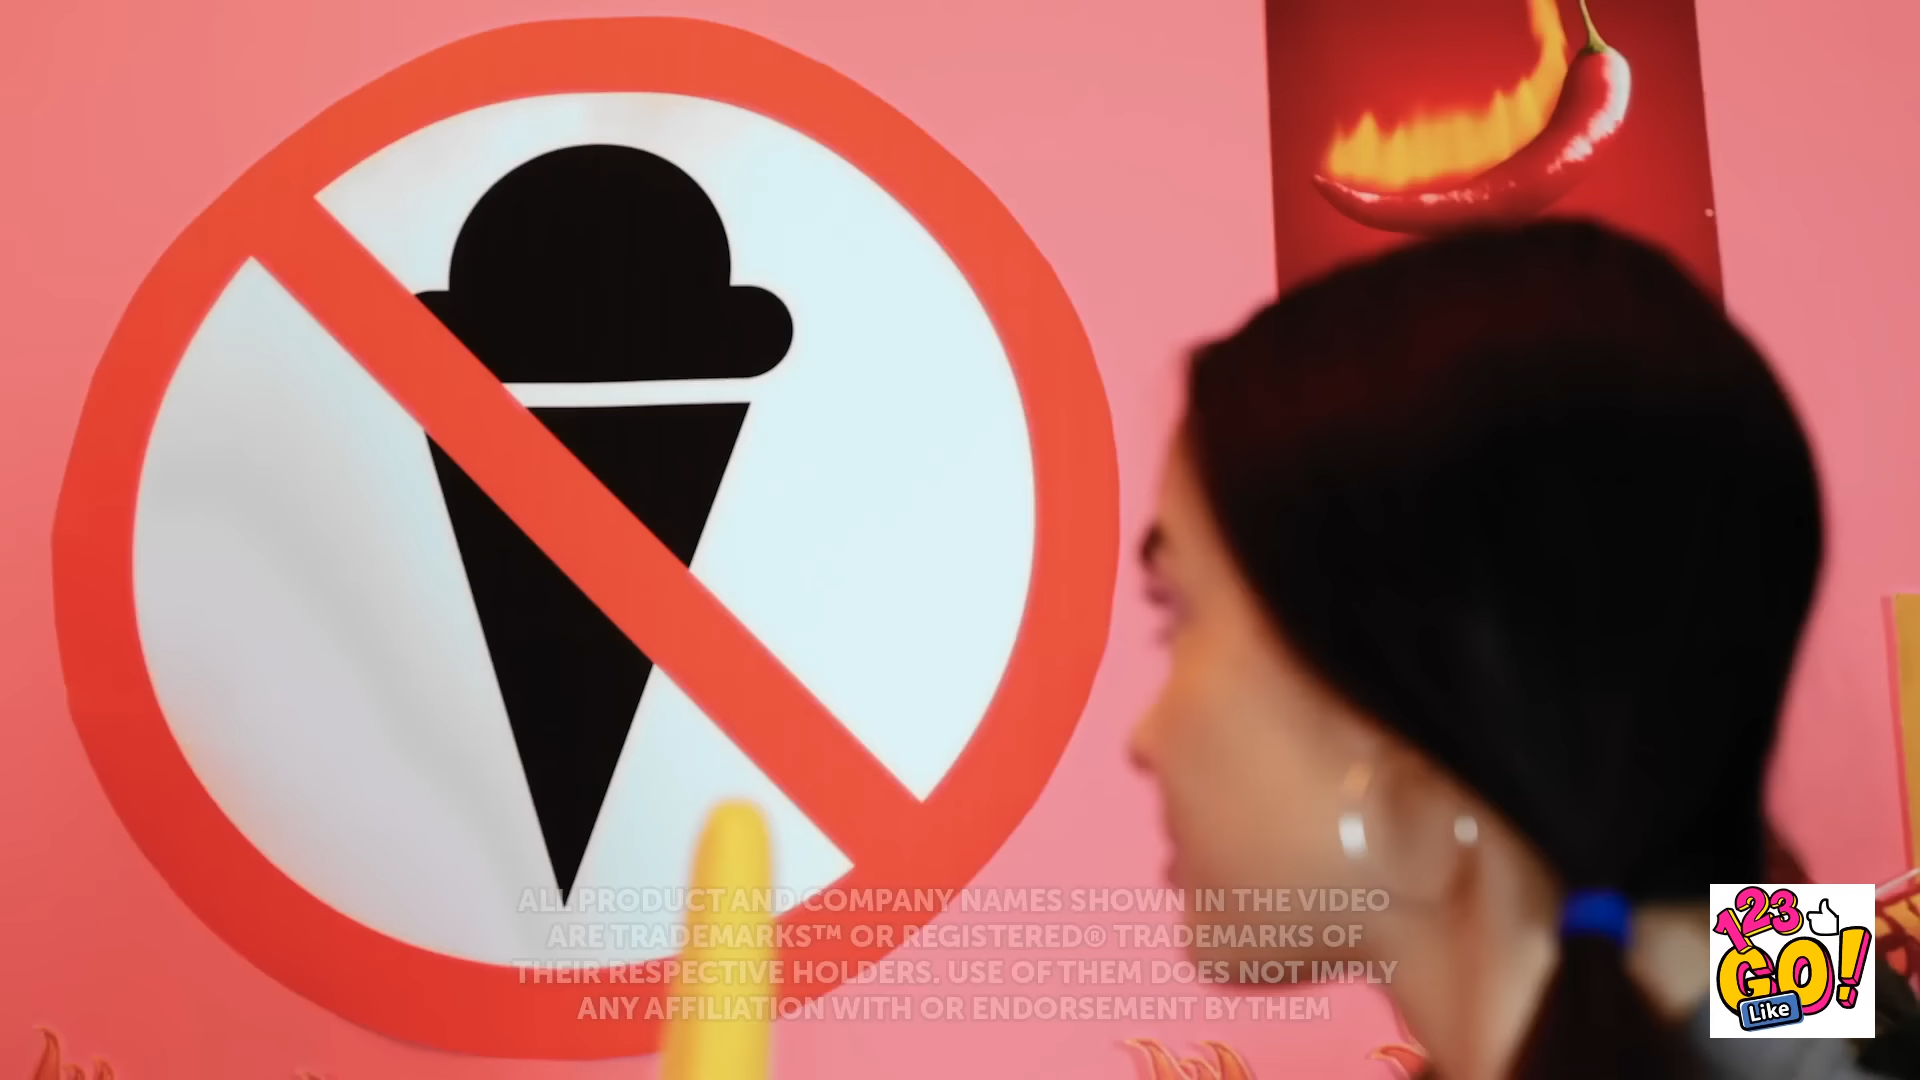 ALL PRODUCT AND COMPANY NAMES SHOWN IN THE VIDEO
ARE TRADEMARKS™ OR REGISTERED® TRADEMARKS OF
THEIR RESPECTIVE HOLDERS. USE OF THEM DOES NOT IMPLY
ANY AFFILIATION WITH OR ENDORSEMENT BY THEM
123
GO!
Like